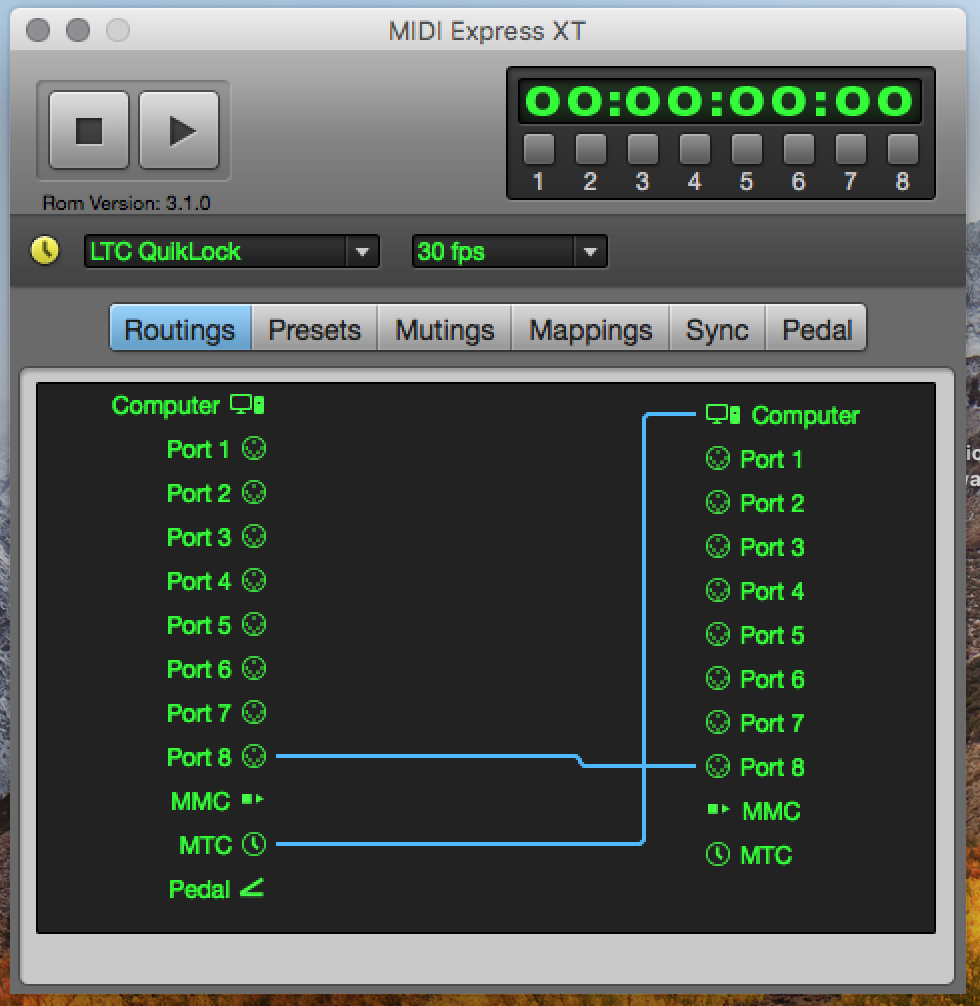 MIDI Express XT
00:00:00:00
1 2 3 4 5 6 7 8
Rom Version: 3.1.0
LTC QuikLock 30 fps
Routings Presets Mutings Mappings Sync Pedal
Computer Computer
Port 1 Port 1
Port 2 Port 2
Port 3 Port 3
Port 4 Port 4
Port 5 Port 5
Port 6 Port 6
Port 7 Port 7
Port 8 Port 8
MMC MMC
MTC MTC
Pedal